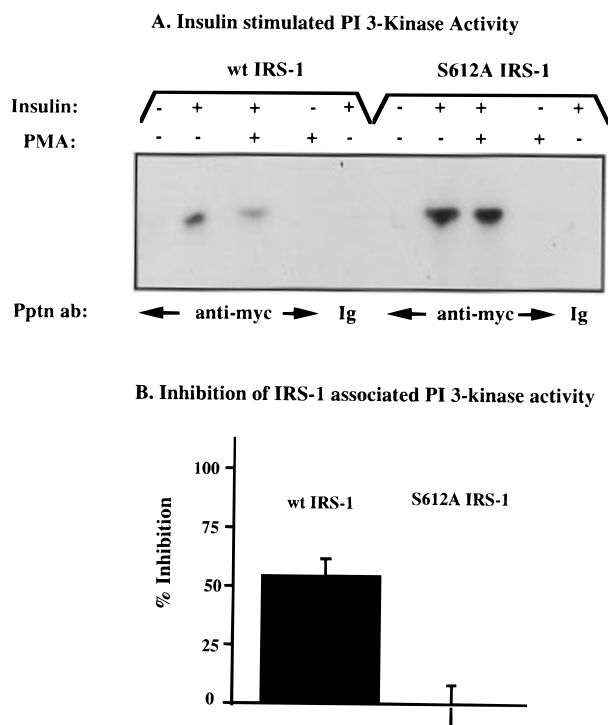 A. Insulin stimulated PI 3-Kinase Activity
wt IRS-1 S612A IRS-1
Insulin: - + + - + - + + - +
PMA: - - + + - - - + + -
Pptn ab: anti-myc Ig anti-myc Ig
B. Inhibition of IRS-1 associated PI 3-kinase activity
100
wt IRS-1 S612A IRS-1
75
50
25
0
% Inhibition